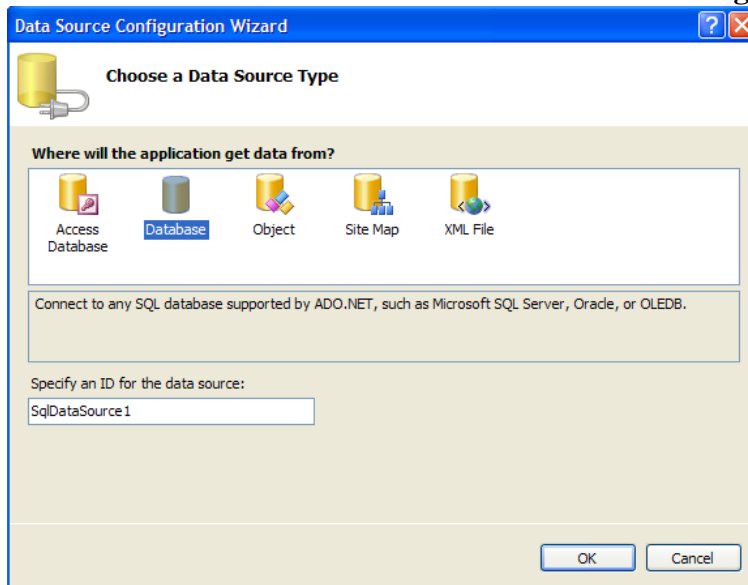 Data Source Configuration Wizard
Choose a Data Source Type
Where will the application get data from?
Access Database
Database
Object
Site Map
XML File
Connect to any SQL database supported by ADO.NET, such as Microsoft SQL Server, Oracle, or OLEDB.
Specify an ID for the data source:
SqlDataSource1
OK
Cancel